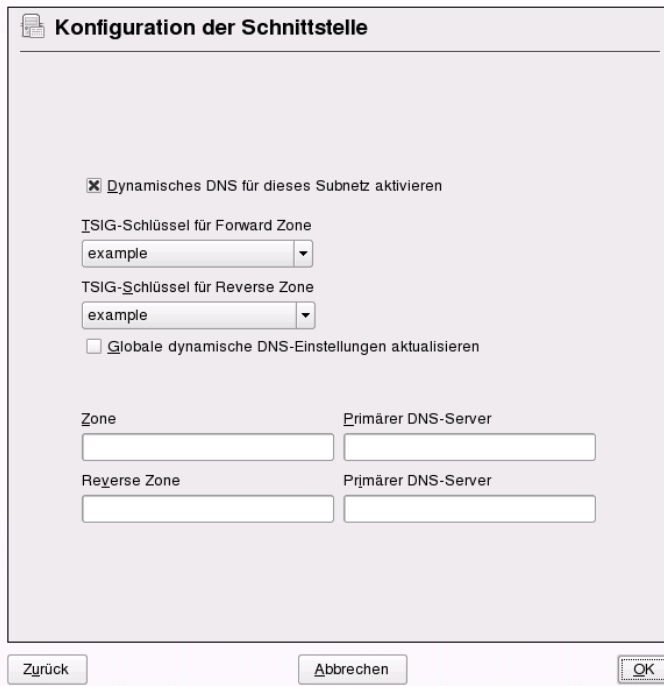 Konfiguration der Schnittstelle
Dynamisches DNS für dieses Subnetz aktivieren
TSIG-Schlüssel für Forward Zone
example
TSIG-Schlüssel für Reverse Zone
example
Globale dynamische DNS-Einstellungen aktualisieren
Zone Primärer DNS-Server
Reverse Zone Primärer DNS-Server
Zurück Abbrechen OK